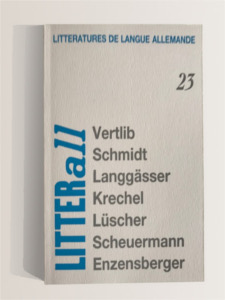 LITTERATURES DE LANGUE ALLEMANDE
23
LITTERall
Vertlib
Schmidt
Langgässer
Krechel
Lüscher
Scheuermann
Enzensberger